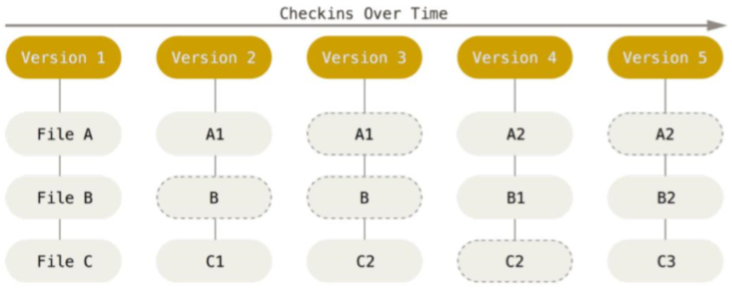 Checkins Over Time
Version 1 Version 2 Version 3 Version 4 Version 5
File A A1 A1 A2 A2
File B B B B1 B2
File C C1 C2 C2 C3